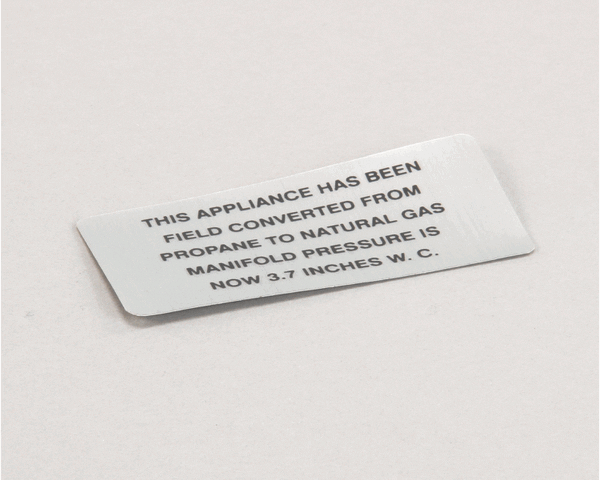 THIS APPLIANCE HAS BEEN
FIELD CONVERTED FROM
PROPANE TO NATURAL GAS
MANIFOLD PRESSURE IS
NOW 3.7 INCHES W. C.